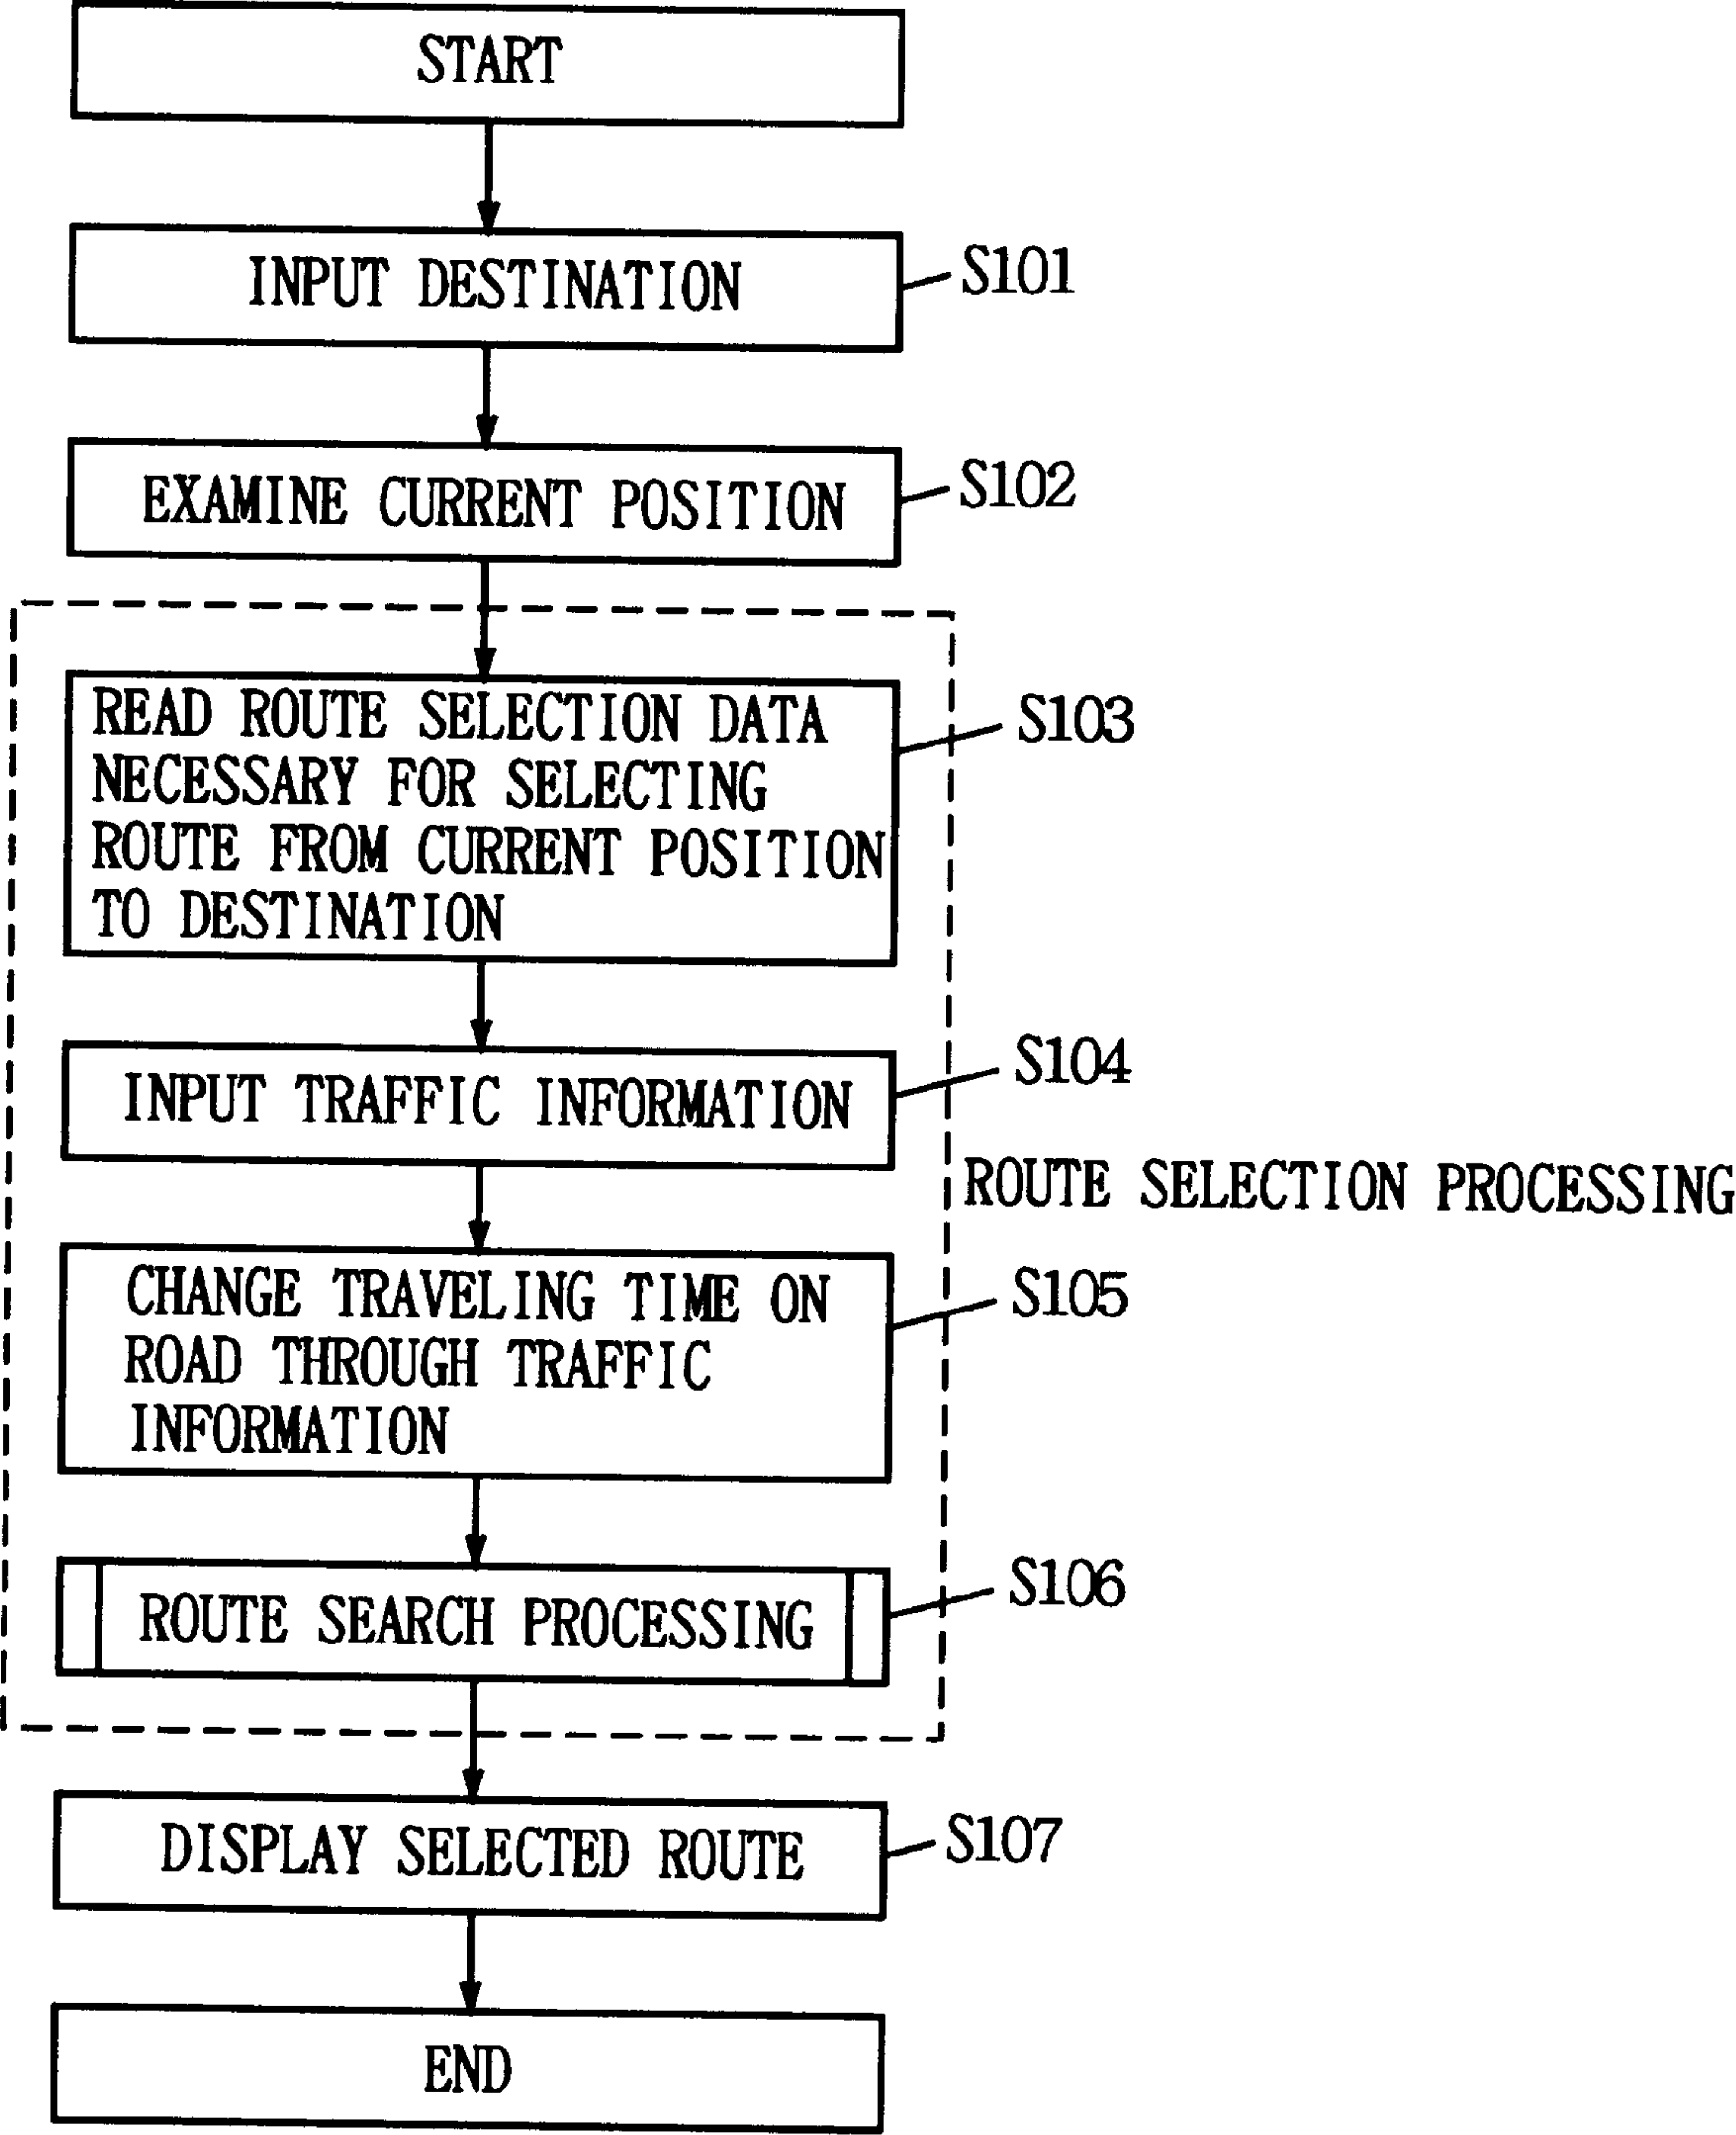 START
INPUT DESTINATION
S101
EXAMINE CURRENT POSITION
S102
READ ROUTE SELECTION DATA
NECESSARY FOR SELECTING
ROUTE FROM CURRENT POSITION
TO DESTINATION
S103
INPUT TRAFFIC INFORMATION
S104
ROUTE SELECTION PROCESSING
CHANGE TRAVELING TIME ON
ROAD THROUGH TRAFFIC
INFORMATION
S105
ROUTE SEARCH PROCESSING
S106
DISPLAY SELECTED ROUTE
S107
END